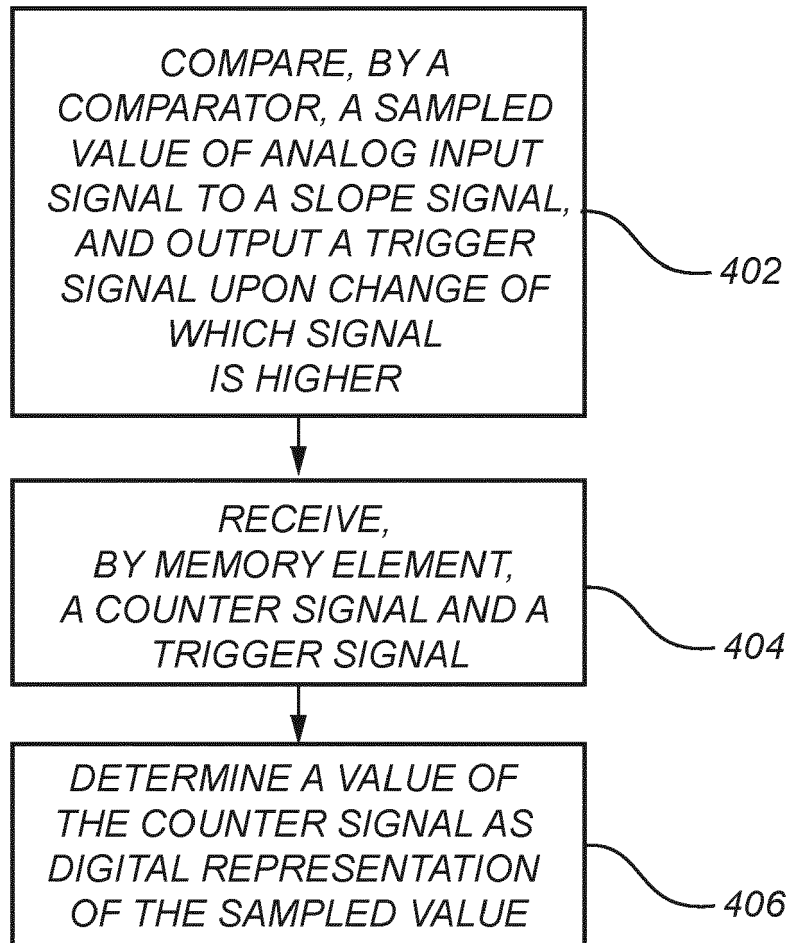 COMPARE, BY A
COMPARATOR, A SAMPLED
VALUE OF ANALOG INPUT
SIGNAL TO A SLOPE SIGNAL,
AND OUTPUT A TRIGGER
SIGNAL UPON CHANGE OF
WHICH SIGNAL
IS HIGHER
402
RECEIVE,
BY MEMORY ELEMENT,
A COUNTER SIGNAL AND A
TRIGGER SIGNAL
404
DETERMINE A VALUE OF
THE COUNTER SIGNAL AS
DIGITAL REPRESENTATION
OF THE SAMPLED VALUE
406